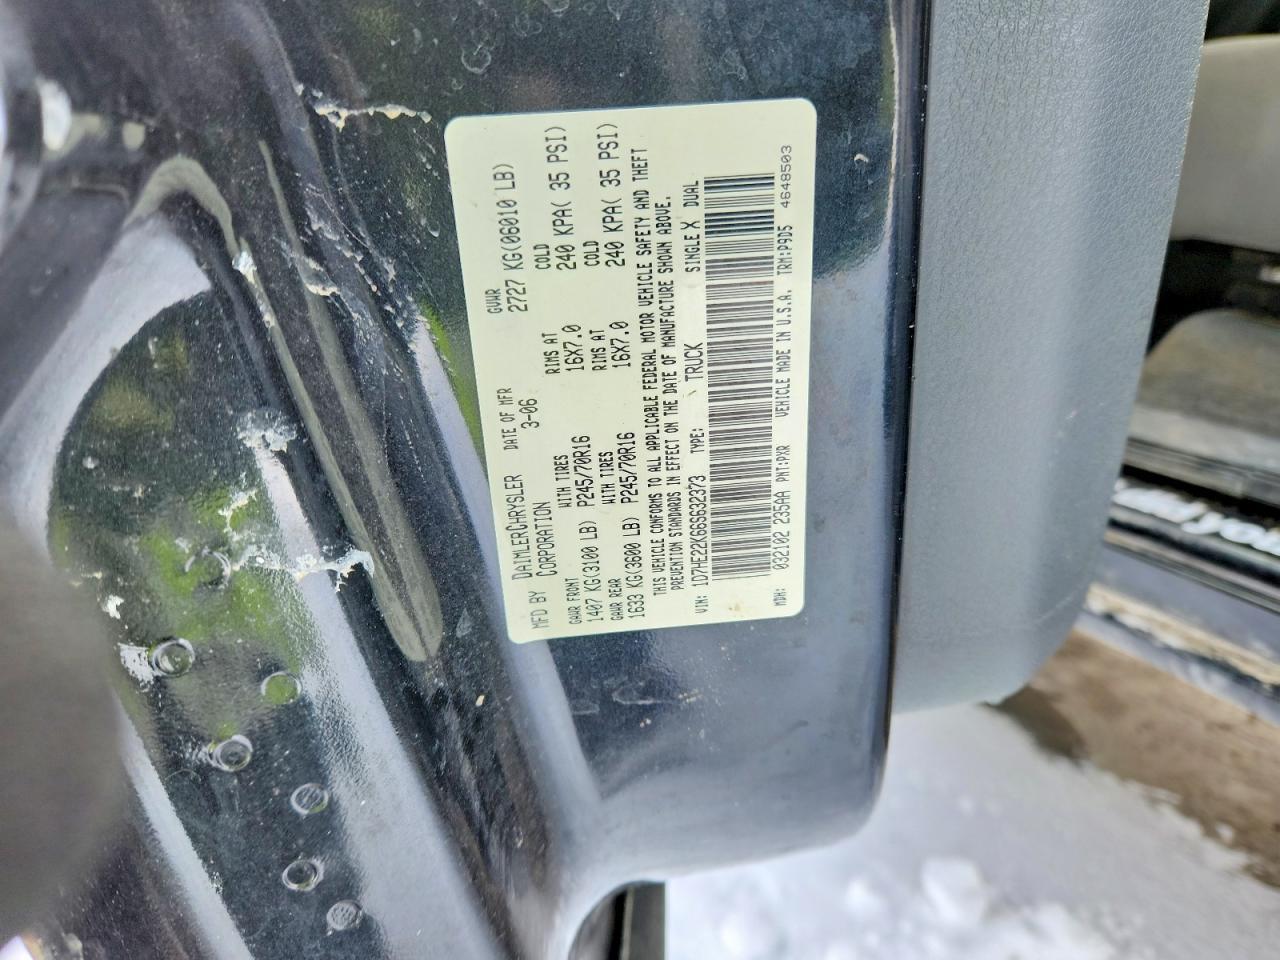 MFD BY DAIMLERCHRYSLER CORPORATION DATE OF MFR 3-06 GVWR 2727 KG(06010 LB)
GAWR FRONT WITH TIRES RIMS AT COLD
1407 KG(3100 LB) P245/70R16 16X7.0 240 KPA( 35 PSI)
GAWR REAR WITH TIRES RIMS AT COLD
1633 KG(3600 LB) P245/70R16 16X7.0 240 KPA( 35 PSI)
THIS VEHICLE CONFORMS TO ALL APPLICABLE FEDERAL MOTOR VEHICLE SAFETY AND THEFT
PREVENTION STANDARDS IN EFFECT ON THE DATE OF MANUFACTURE SHOWN ABOVE.
VIN: 1D7HE22K66S632373 TYPE: TRUCK SINGLE X DUAL
MDH: 032102 235AA PNT:PXR VEHICLE MADE IN U.S.A. TRM:P9D5 4648503